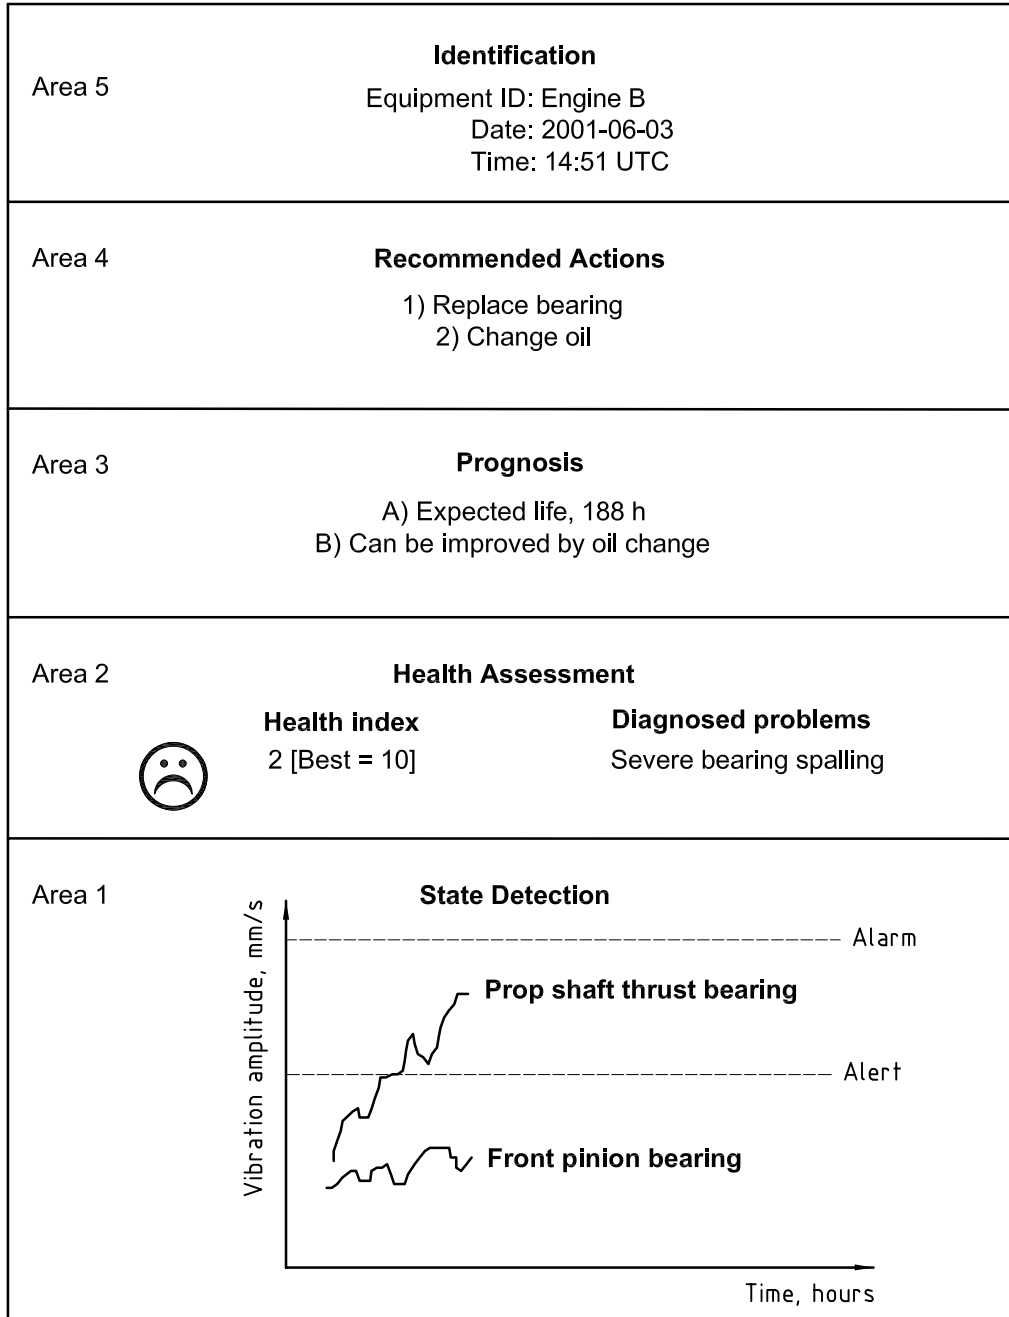 Area 5
Identification
Equipment ID: Engine B
Date: 2001-06-03
Time: 14:51 UTC
Area 4
Recommended Actions
1) Replace bearing
2) Change oil
Area 3
Prognosis
A) Expected life, 188 h
B) Can be improved by oil change
Area 2
Health Assessment
Health index
Diagnosed problems
2 [Best = 10]
Severe bearing spalling
Area 1
State Detection
Vibration amplitude, mm/s
Alarm
Prop shaft thrust bearing
Alert
Front pinion bearing
Time, hours